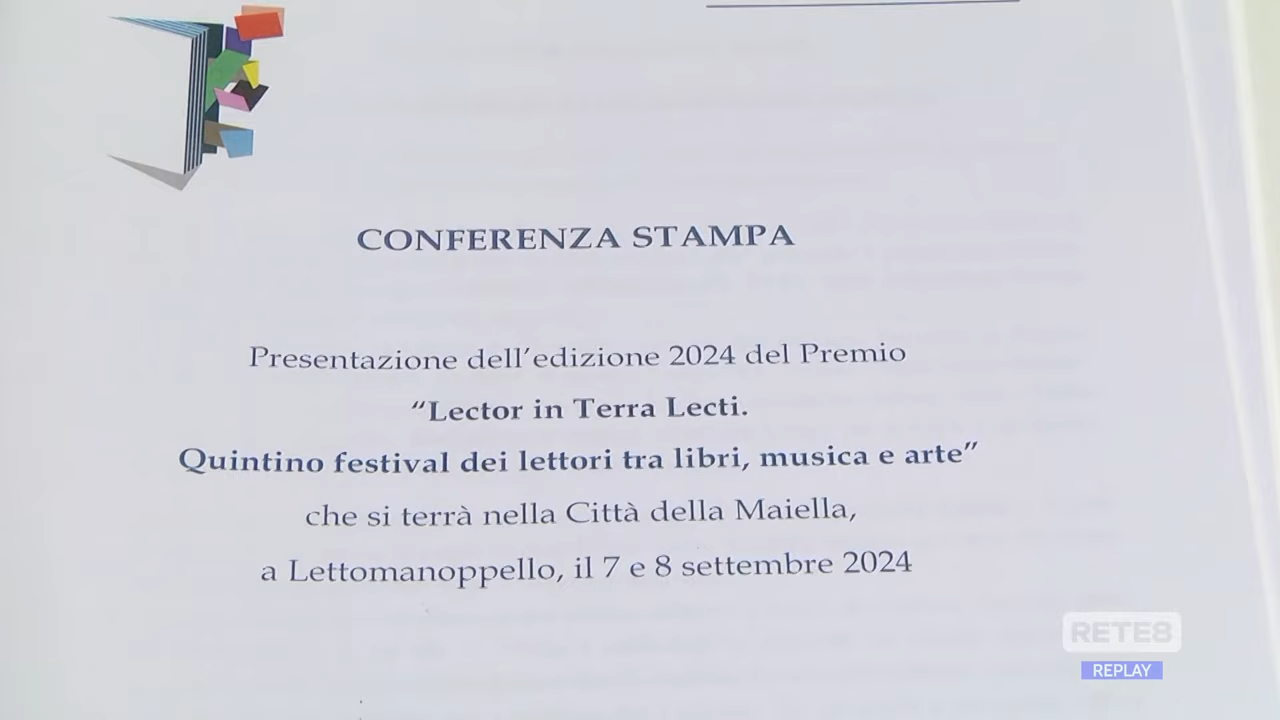 CONFERENZA STAMPA
Presentazione dell'edizione 2024 del Premio
“Lector in Terra Lecti.
Quintino festival dei lettori tra libri, musica e arte”
che si terrà nella Città della Maiella,
a Lettomanoppello, il 7 e 8 settembre 2024
RETE8
REPLAY